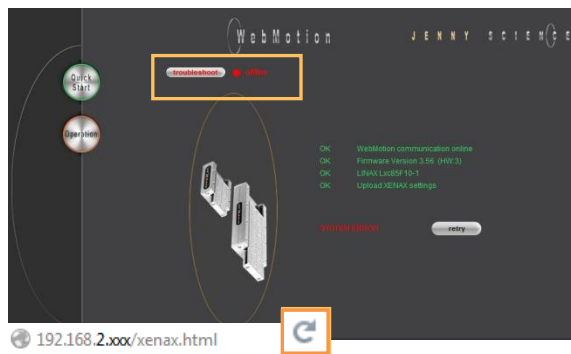 WebMotion
JENNY SCIENCE
troubleshoot offline
Quick
Start
Operation
OK WebMotion communication online
OK Firmware Version 3.56 (HW:3)
OK LINAX Lxc85F10-1
OK Upload XENAX settings
retry
192.168.2.xxx/xenax.html